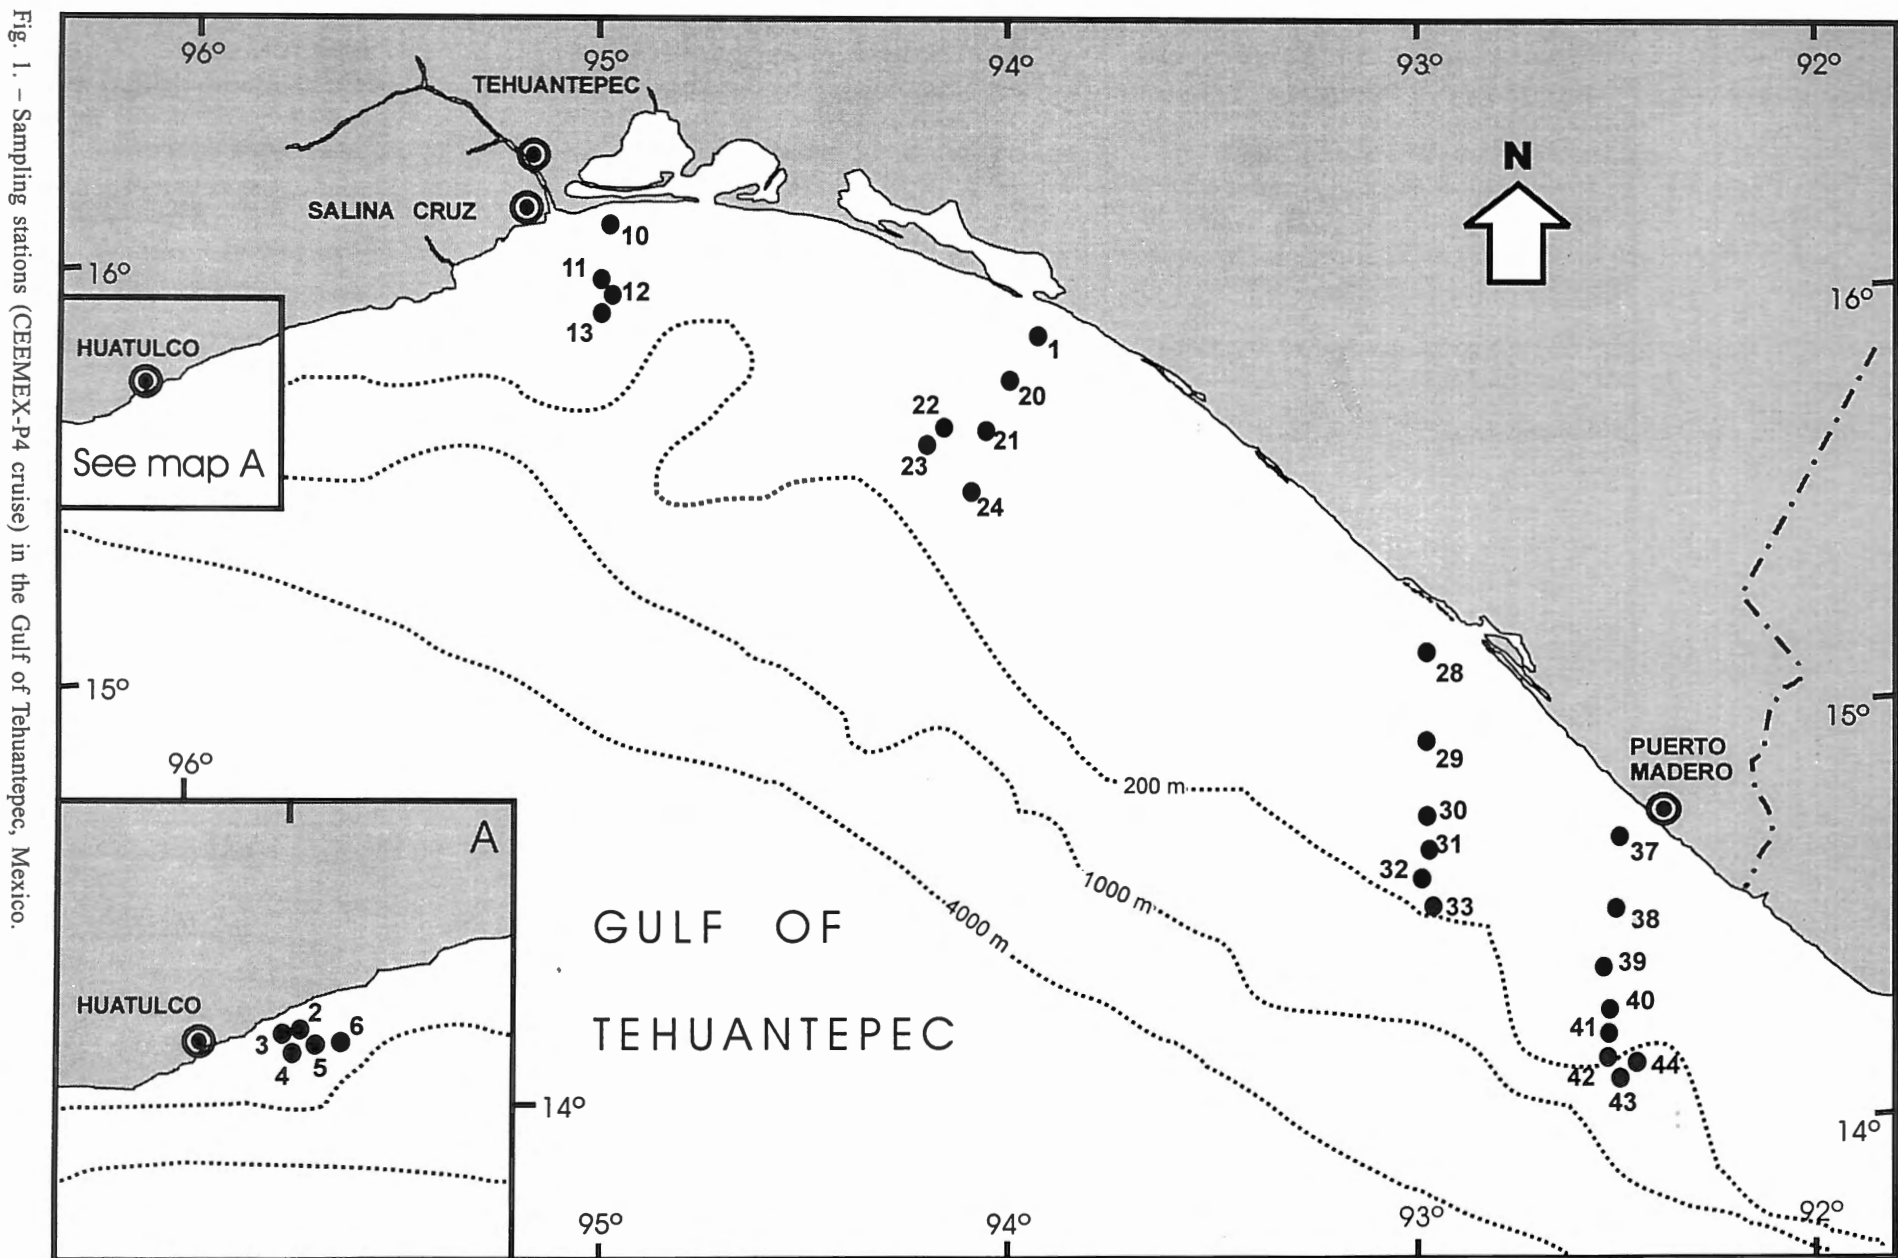 96° 95° 94° 93° 92°
TEHUANTEPEC
N
SALINA CRUZ
10
11
12
13
16°
16°
HUATULCO
See map A
1
20
21
22
23
24
28
29
30
31
32
33
15°
15°
PUERTO
MADERO
37
38
39
40
41
42
43
44
200 m
1000 m
4000 m
GULF OF
TEHUANTEPEC
96°
A
HUATULCO
2
3
4
5
6
14°
14°
95° 94° 93° 92°
Fig. 1. – Sampling stations (CEEMEX-P4 cruise) in the Gulf of Tehuantepec, Mexico.